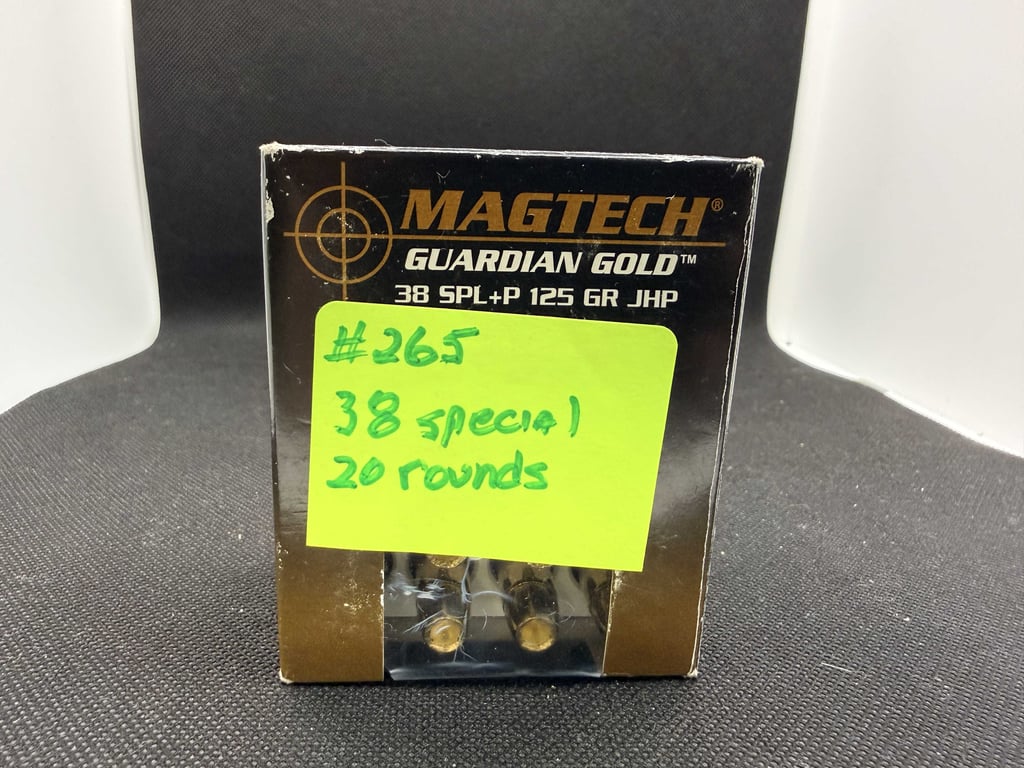 MAGTECH®
GUARDIAN GOLD™
38 SPL+P 125 GR JHP
#265
38 special
20 rounds